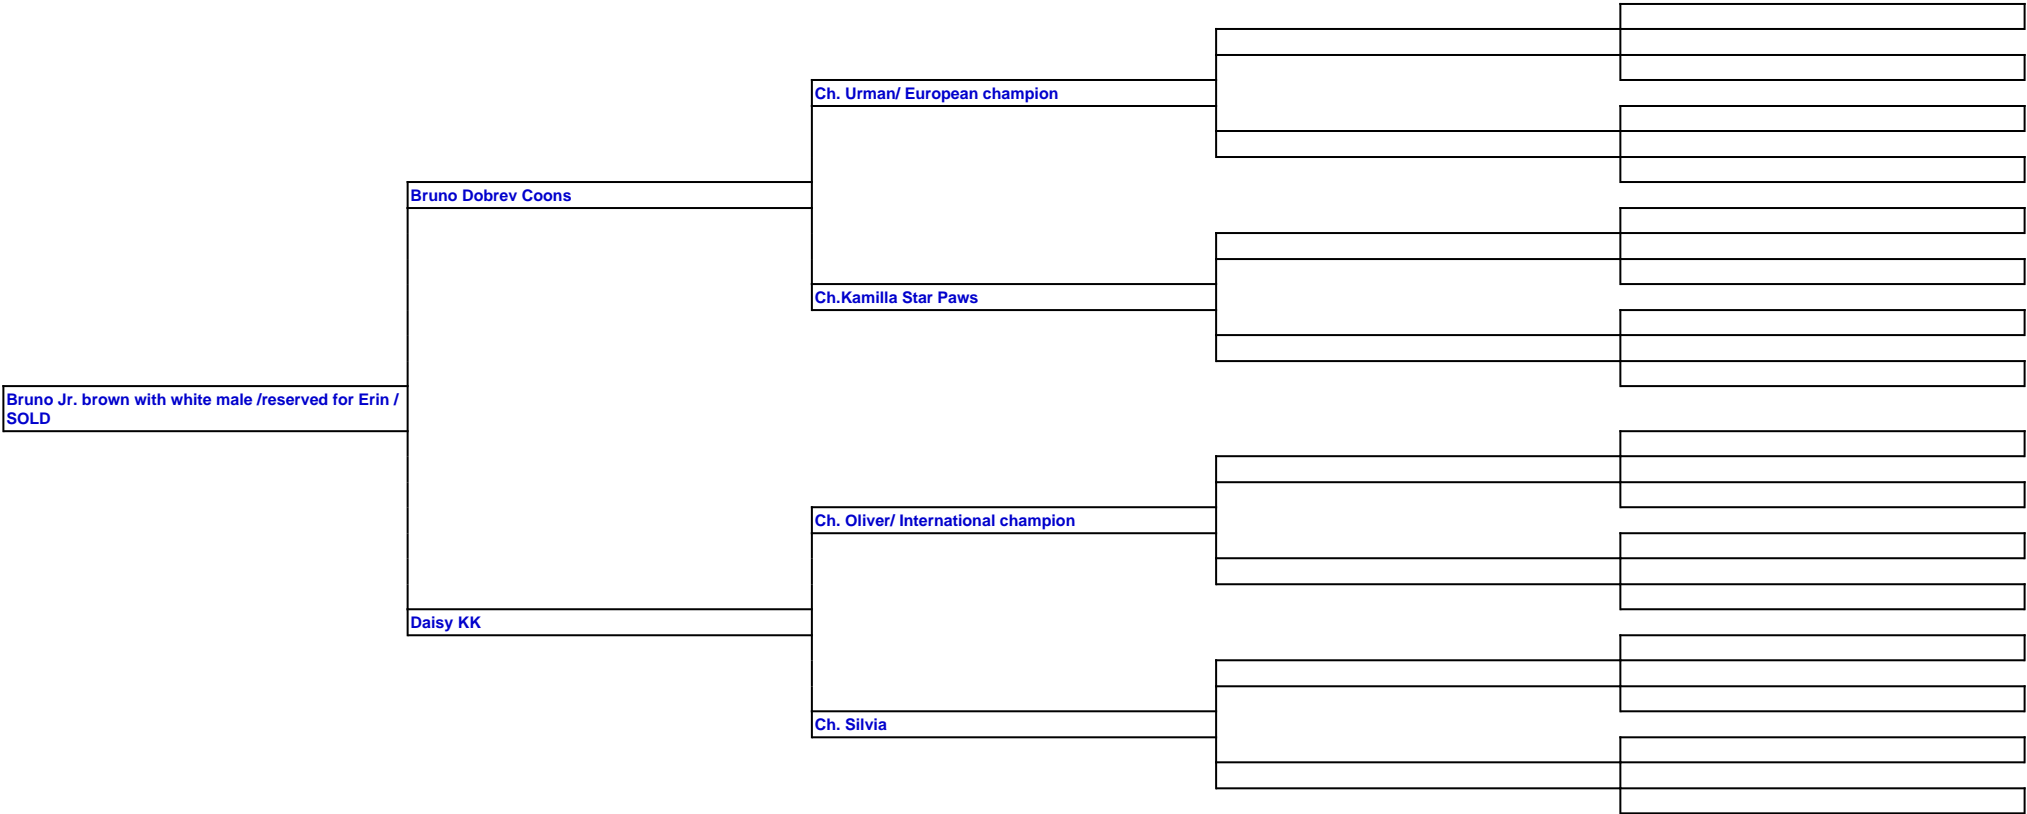 Ch. Urman/ European champion
Bruno Dobrev Coons
Ch.Kamilla Star Paws
Bruno Jr. brown with white male /reserved for Erin /
SOLD
Ch. Oliver/ International champion
Daisy KK
Ch. Silvia